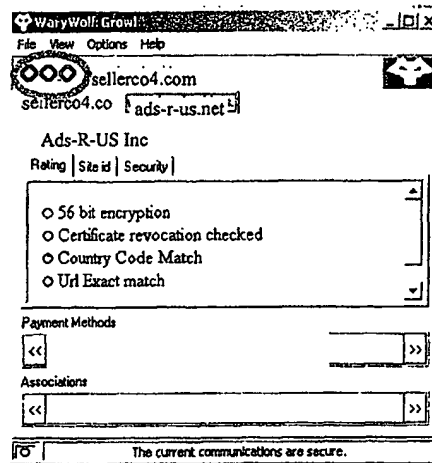 WaryWolf: Growl
File View Options Help
sellerco4.com
sellerco4.co ads-r-us.net
Ads-R-US Inc
Rating Site id Security
56 bit encryption
Certificate revocation checked
Country Code Match
Url Exact match
Payment Methods
<< >>
Associations
<< >>
The current communications are secure.